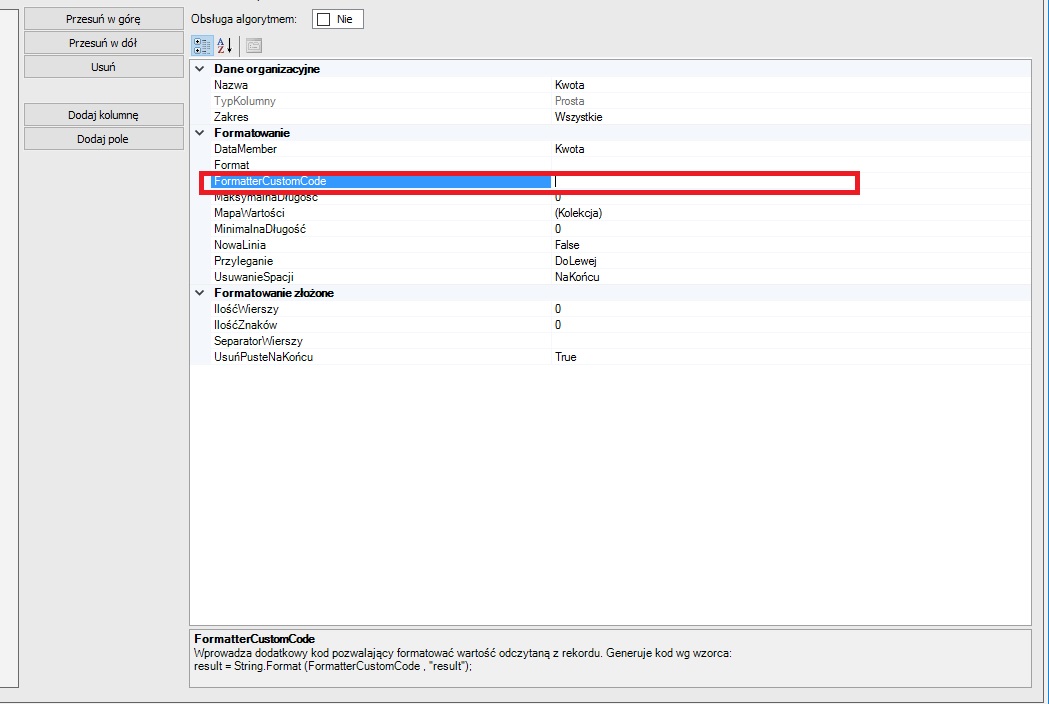 Przesuń w górę
Przesuń w dół
Usuń
Dodaj kolumnę
Dodaj pole
Obsługa algorytmem: Nie
Dane organizacyjne
Nazwa Kwota
TypKolumny Prosta
Zakres Wszystkie
Formatowanie
DataMember Kwota
Format
FormatterCustomCode
MaksymalnaDługość 0
MapaWartości (Kolekcja)
MinimalnaDługość 0
NowaLinia False
Przyleganie DoLewej
UsuwanieSpacji NaKońcu
Formatowanie złożone
IlośćWierszy 0
IlośćZnaków 0
SeparatorWierszy
UsuńPusteNaKońcu True
FormatterCustomCode
Wprowadza dodatkowy kod pozwalający formatować wartość odczytaną z rekordu. Generuje kod wg wzorca:
result = String.Format (FormatterCustomCode , "result");